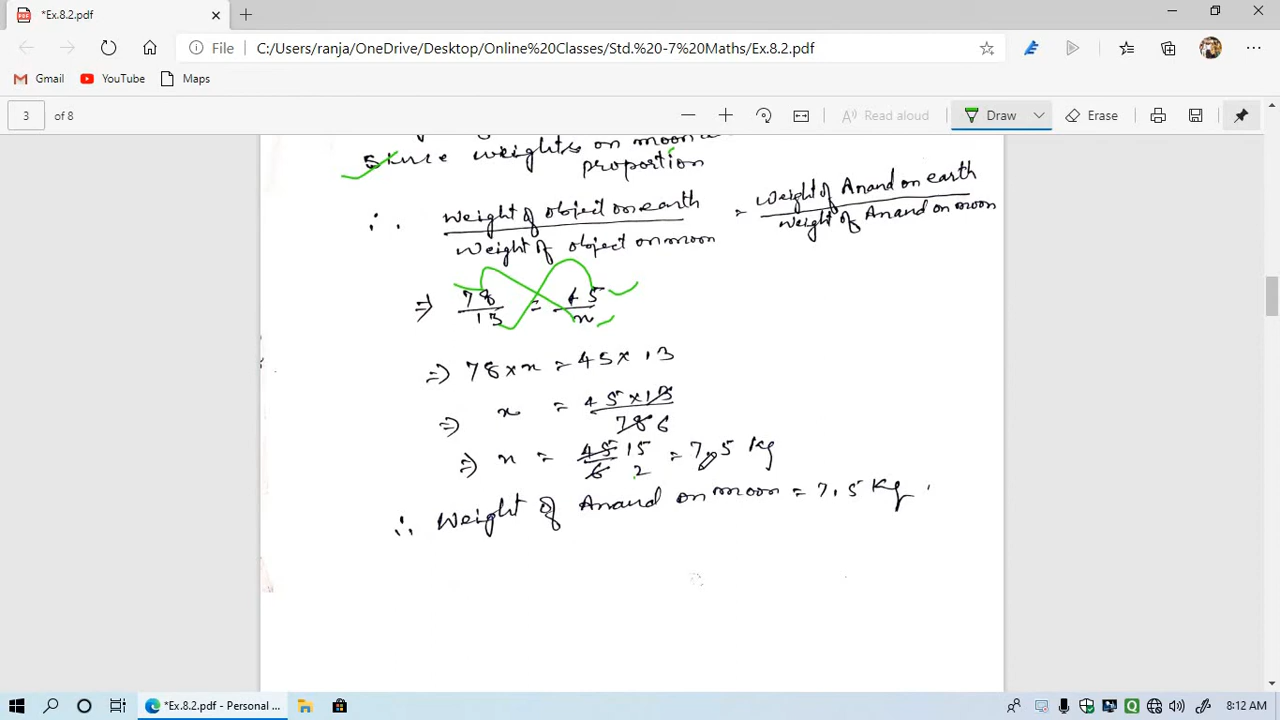 *Ex.8.2.pdf
File C:/Users/ranja/OneDrive/Desktop/Online%20Classes/Std.%20-7%20Maths/Ex.8.2.pdf
Gmail YouTube Maps
3 of 8 Read aloud Draw Erase
Since weights on moon
proportion
∴ Weight of object on earth / Weight of object on moon = Weight of Anand on earth / Weight of Anand on moon
⇒ 78/13 = 45/x
⇒ 78 × x = 45 × 13
⇒ x = 45 × 13 / 78 6
⇒ x = 45/6 15/2 = 7.5 Kg
∴ Weight of Anand on moon = 7.5 Kg.
*Ex.8.2.pdf - Personal ... 8:12 AM